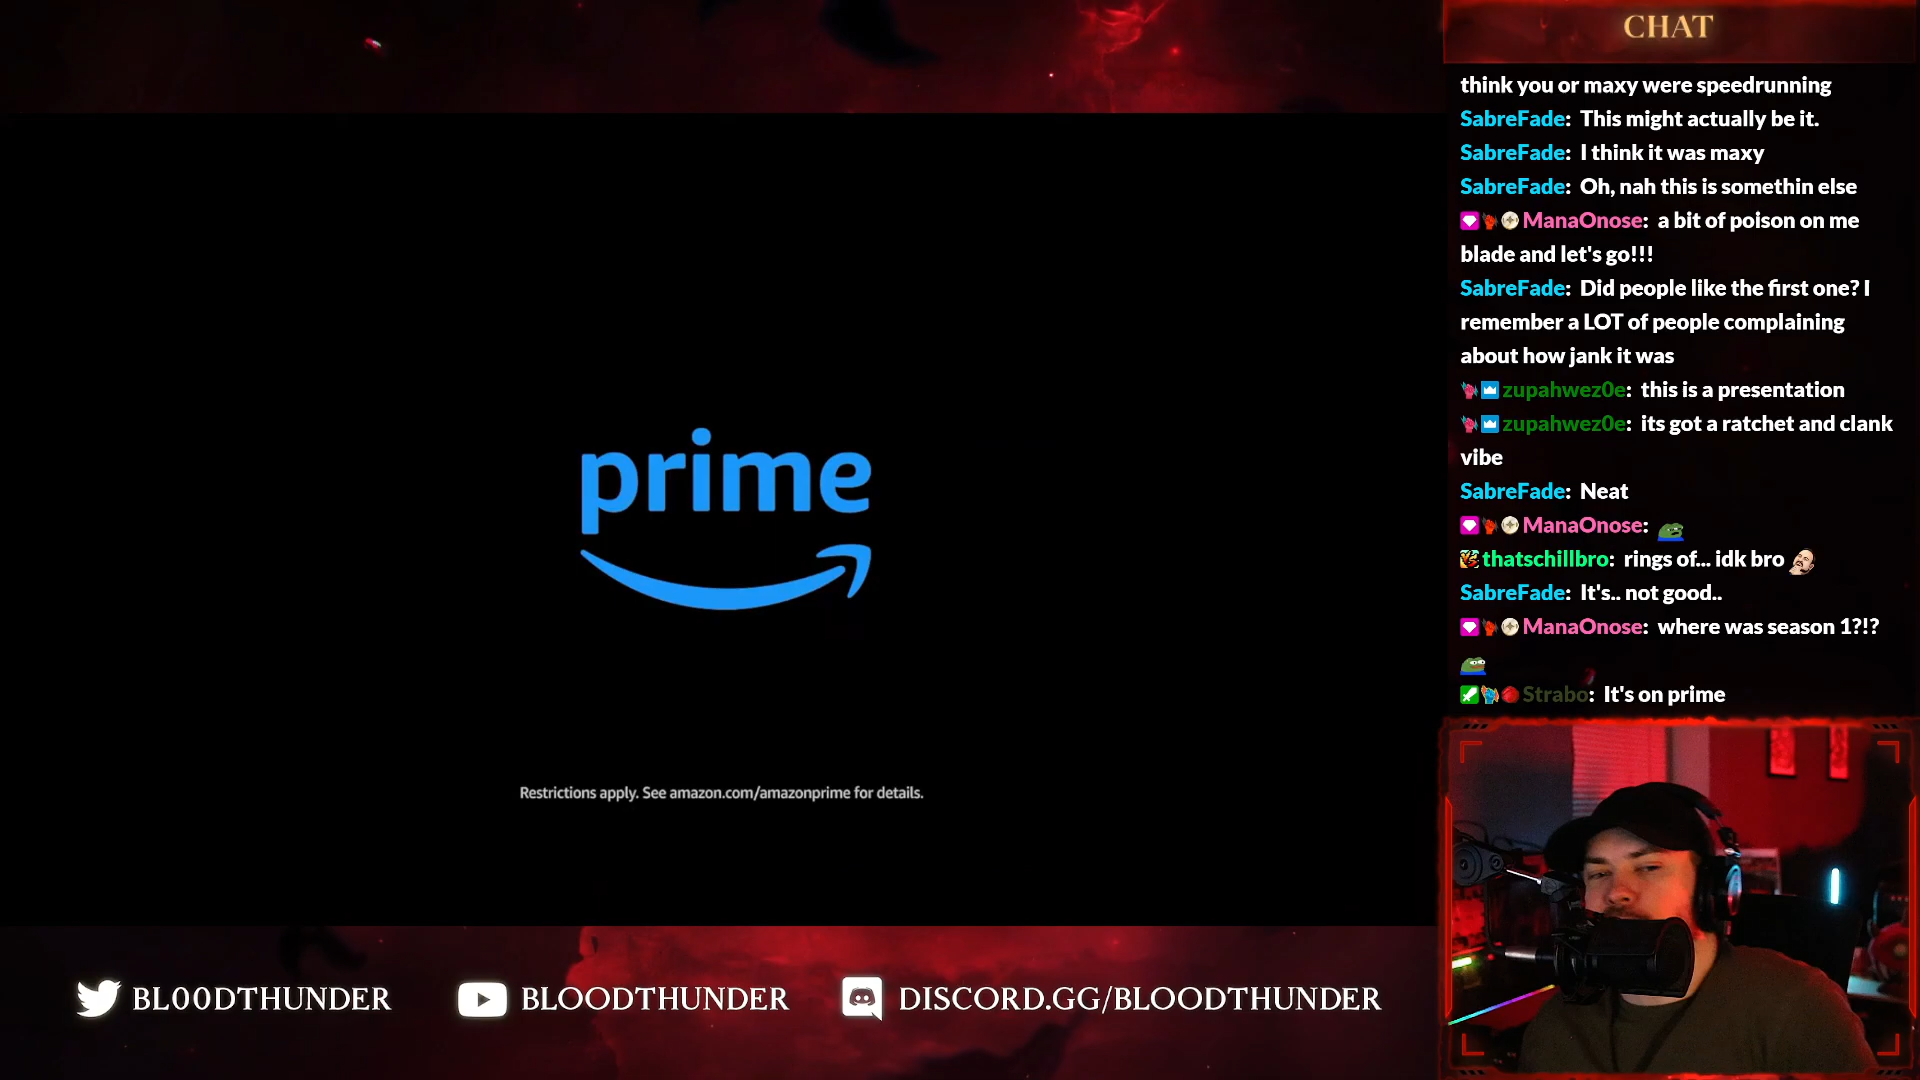 CHAT
think you or maxy were speedrunning
SabreFade: This might actually be it.
SabreFade: I think it was maxy
SabreFade: Oh, nah this is somethin else
ManaOnose: a bit of poison on me
blade and let's go!!!
SabreFade: Did people like the first one? I
remember a LOT of people complaining
about how jank it was
zupahwez0e: this is a presentation
zupahwez0e: its got a ratchet and clank
vibe
SabreFade: Neat
ManaOnose:
thatschillbro: rings of... idk bro
SabreFade: It's.. not good..
ManaOnose: where was season 1?!?
Strabo: It's on prime
prime
Restrictions apply. See amazon.com/amazonprime for details.
BL00DTHUNDER
BLOODTHUNDER
DISCORD.GG/BLOODTHUNDER